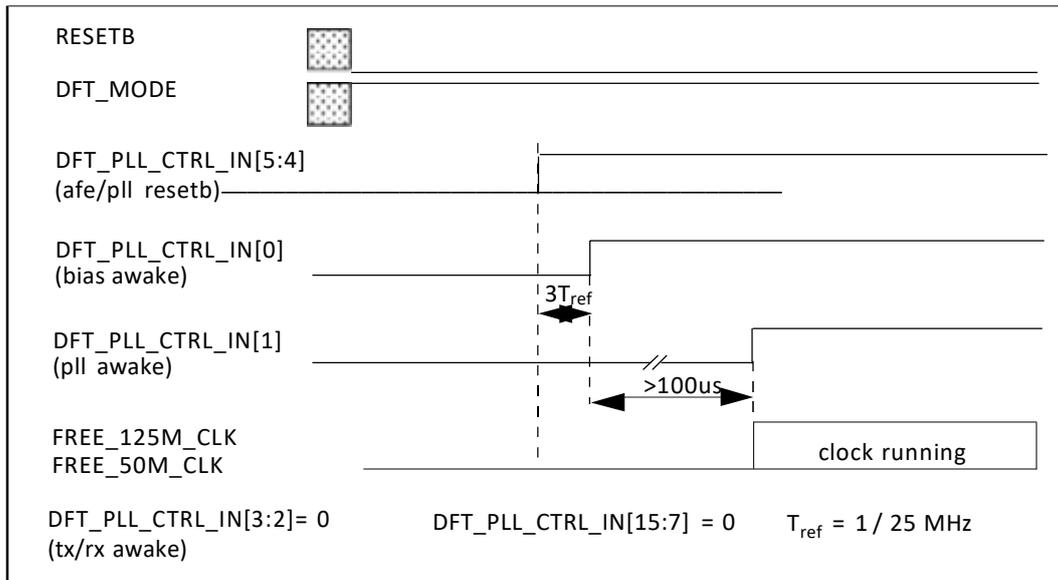 RESETB
DFT_MODE
DFT_PLL_CTRL_IN[5:4]
(afe/pll resetb)
DFT_PLL_CTRL_IN[0]
(bias awake)
3Tref
DFT_PLL_CTRL_IN[1]
(pll awake)
>100us
FREE_125M_CLK
FREE_50M_CLK
clock running
DFT_PLL_CTRL_IN[3:2]= 0 DFT_PLL_CTRL_IN[15:7] = 0 Tref = 1 / 25 MHz
(tx/rx awake)